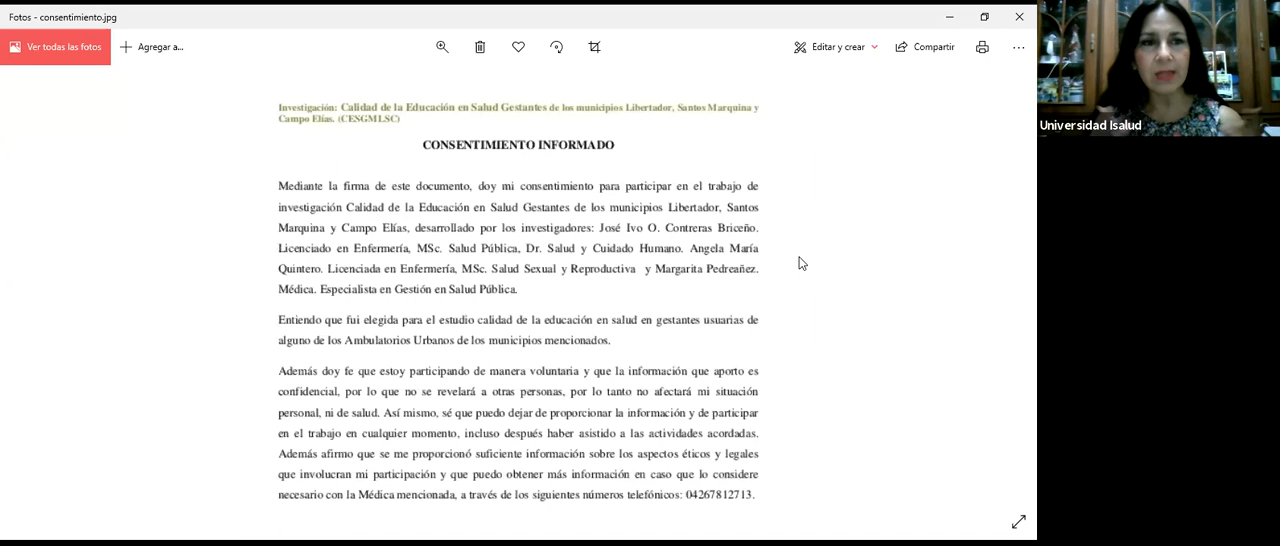 Fotos - consentimiento.jpg
Ver todas las fotos
Agregar a...
Editar y crear
Compartir
Investigación: Calidad de la Educación en Salud Gestantes de los municipios Libertador, Santos Marquina y
Campo Elías. (CESGMLSC)
CONSENTIMIENTO INFORMADO
Mediante la firma de este documento, doy mi consentimiento para participar en el trabajo de
investigación Calidad de la Educación en Salud Gestantes de los municipios Libertador, Santos
Marquina y Campo Elías, desarrollado por los investigadores: José Ivo O. Contreras Briceño.
Licenciado en Enfermería, MSc. Salud Pública, Dr. Salud y Cuidado Humano. Angela María
Quintero. Licenciada en Enfermería, MSc. Salud Sexual y Reproductiva y Margarita Pedreañez.
Médica. Especialista en Gestión en Salud Pública.
Entiendo que fui elegida para el estudio calidad de la educación en salud en gestantes usuarias de
alguno de los Ambulatorios Urbanos de los municipios mencionados.
Además doy fe que estoy participando de manera voluntaria y que la información que aporto es
confidencial, por lo que no se revelará a otras personas, por lo tanto no afectará mi situación
personal, ni de salud. Así mismo, sé que puedo dejar de proporcionar la información y de participar
en el trabajo en cualquier momento, incluso después haber asistido a las actividades acordadas.
Además afirmo que se me proporcionó suficiente información sobre los aspectos éticos y legales
que involucran mi participación y que puedo obtener más información en caso que lo considere
necesario con la Médica mencionada, a través de los siguientes números telefónicos: 04267812713.
Universidad Isalud